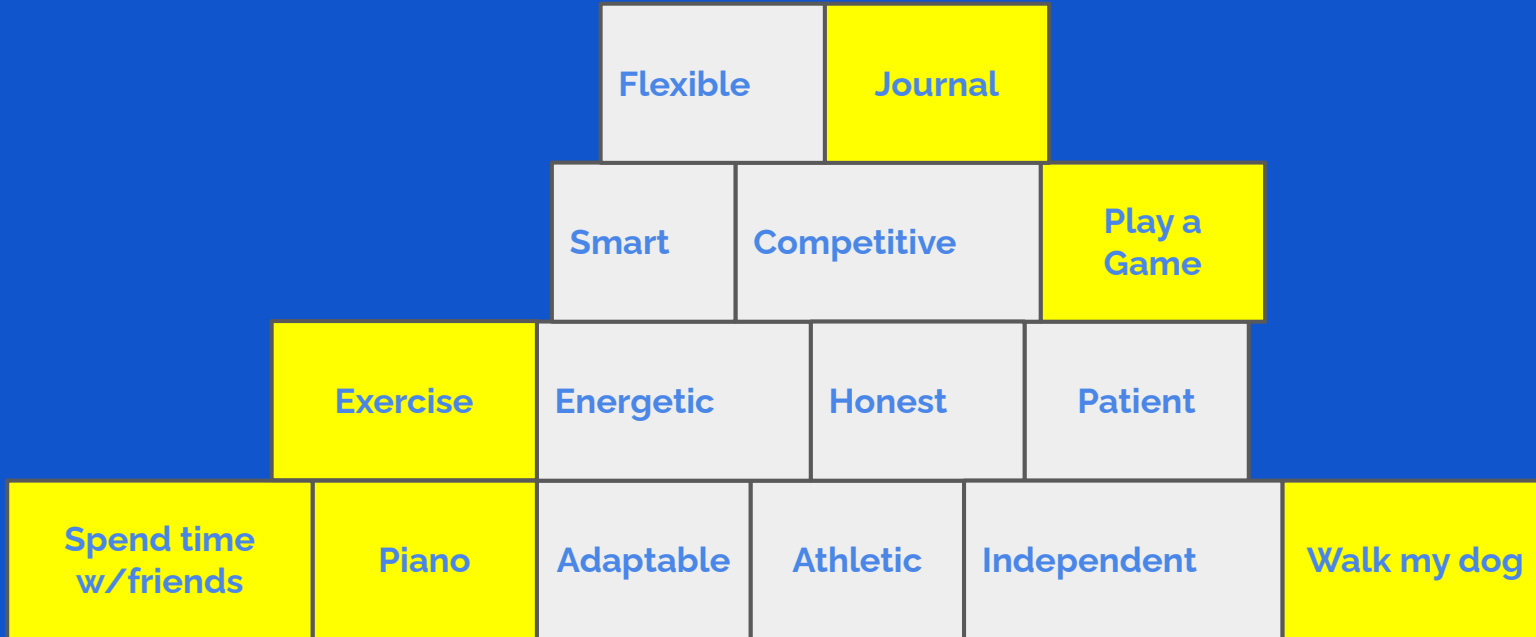 Flexible
Journal
Smart
Competitive
Play a
Game
Exercise
Energetic
Honest
Patient
Spend time
w/friends
Piano
Adaptable
Athletic
Independent
Walk my dog